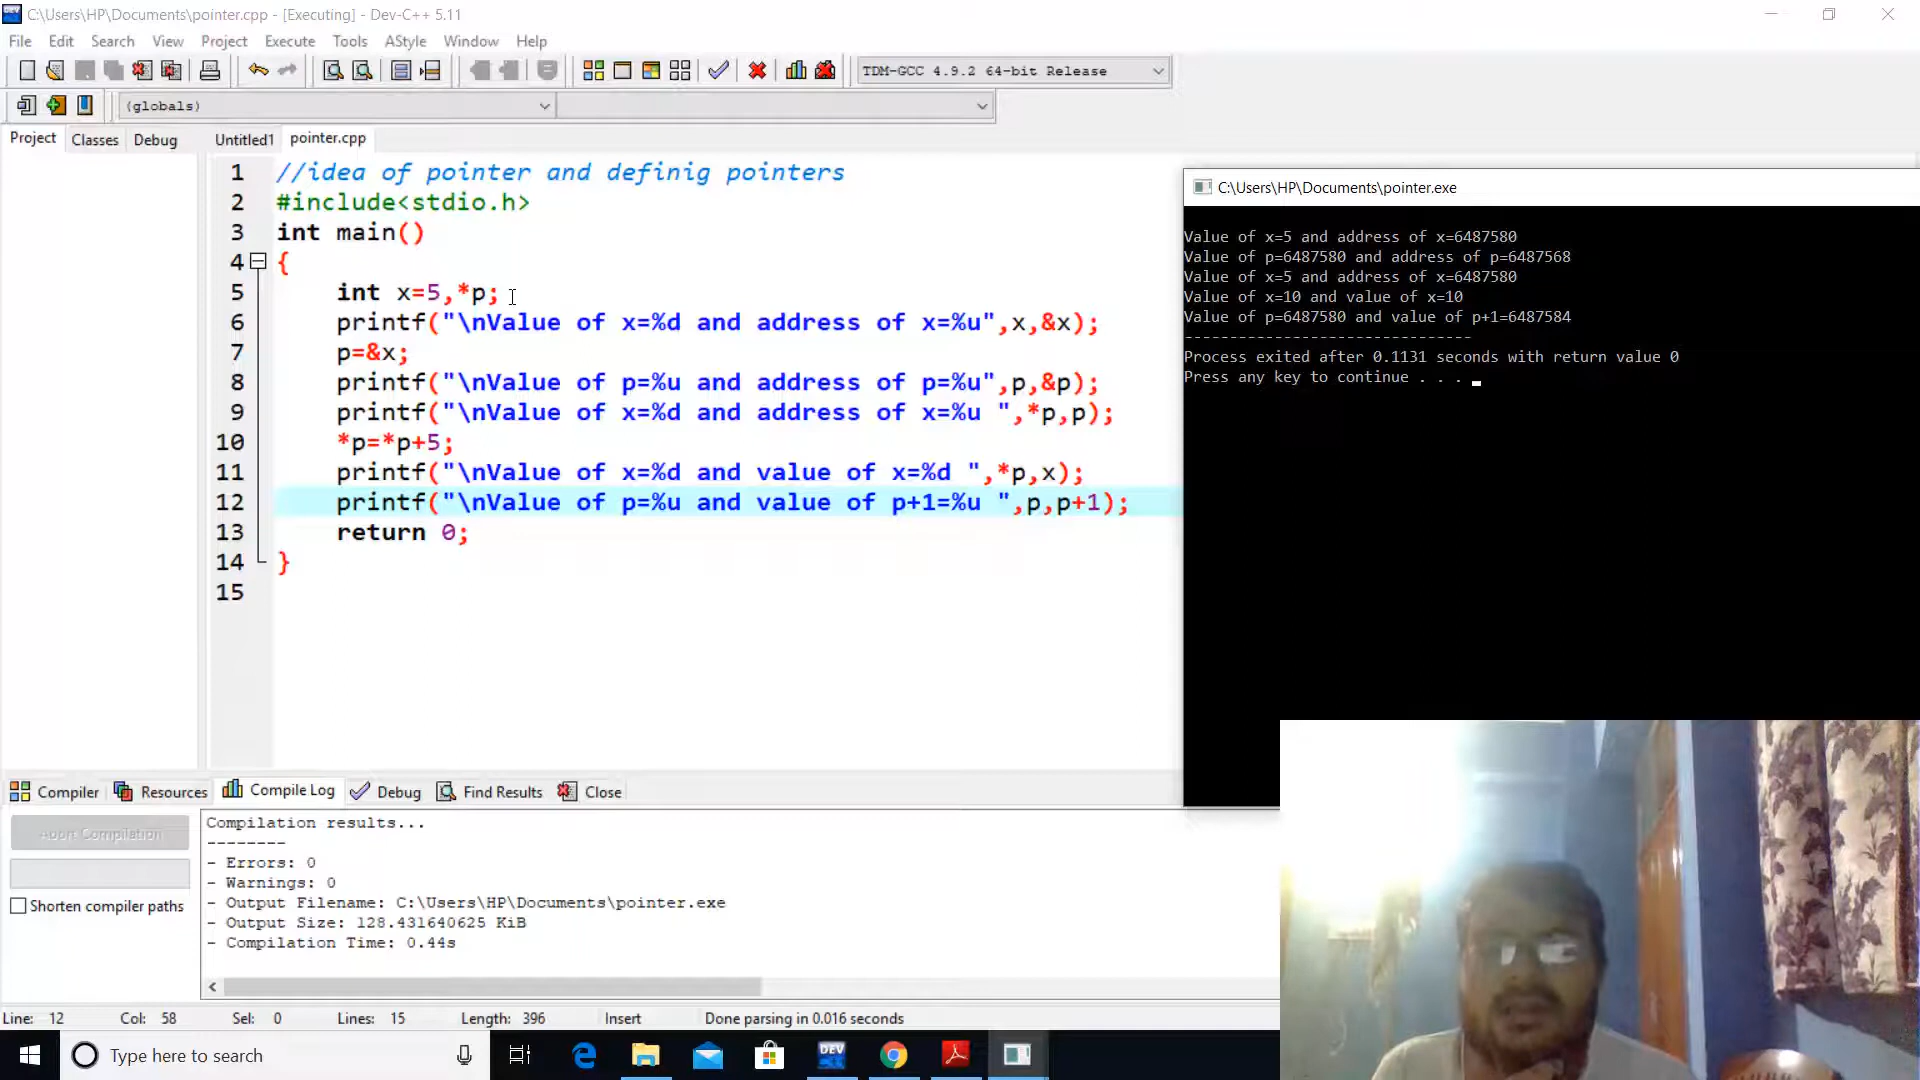 C:\Users\HP\Documents\pointer.cpp - [Executing] - Dev-C++ 5.11
File Edit Search View Project Execute Tools AStyle Window Help
TDM-GCC 4.9.2 64-bit Release
(globals)
Project Classes Debug Untitled1 pointer.cpp
1 //idea of pointer and definig pointers
2 #include<stdio.h>
3 int main()
4 {
5 int x=5,*p;
6 printf("\nValue of x=%d and address of x=%u",x,&x);
7 p=&x;
8 printf("\nValue of p=%u and address of p=%u",p,&p);
9 printf("\nValue of x=%d and address of x=%u ",*p,p);
10 *p=*p+5;
11 printf("\nValue of x=%d and value of x=%d ",*p,x);
12 printf("\nValue of p=%u and value of p+1=%u ",p,p+1);
13 return 0;
14 }
15
C:\Users\HP\Documents\pointer.exe
Value of x=5 and address of x=6487580
Value of p=6487580 and address of p=6487568
Value of x=5 and address of x=6487580
Value of x=10 and value of x=10
Value of p=6487580 and value of p+1=6487584
--------------------------------
Process exited after 0.1131 seconds with return value 0
Press any key to continue . . .
Compiler Resources Compile Log Debug Find Results Close
Abort Compilation
Shorten compiler paths
Compilation results...
--------
- Errors: 0
- Warnings: 0
- Output Filename: C:\Users\HP\Documents\pointer.exe
- Output Size: 128.431640625 KiB
- Compilation Time: 0.44s
Line: 12 Col: 58 Sel: 0 Lines: 15 Length: 396 Insert Done parsing in 0.016 seconds
Type here to search
DEV